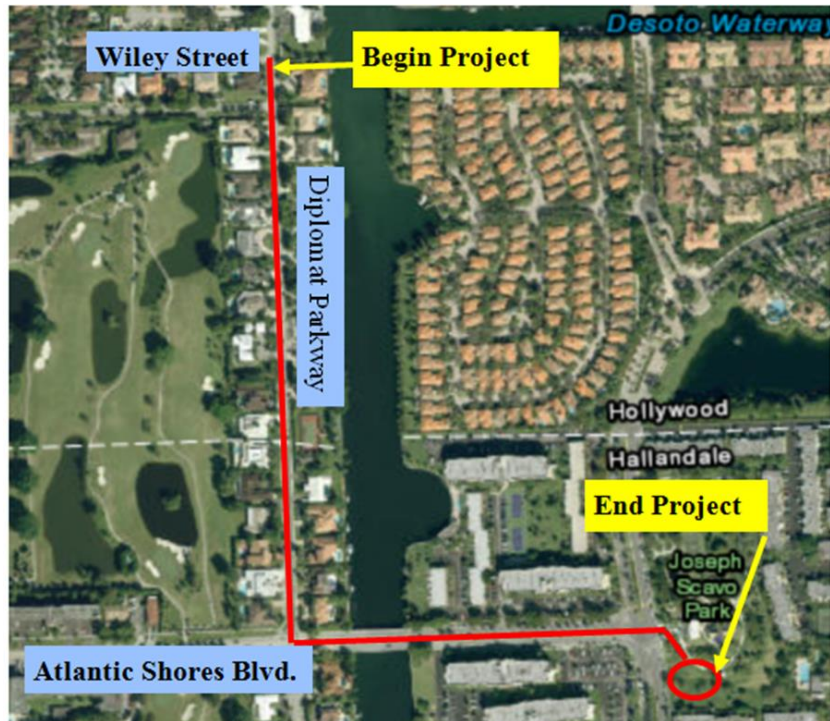 Desoto Waterway
Wiley Street
Begin Project
Diplomat Parkway
Hollywood
Hallandale
End Project
Joseph
Scavo
Park
Atlantic Shores Blvd.